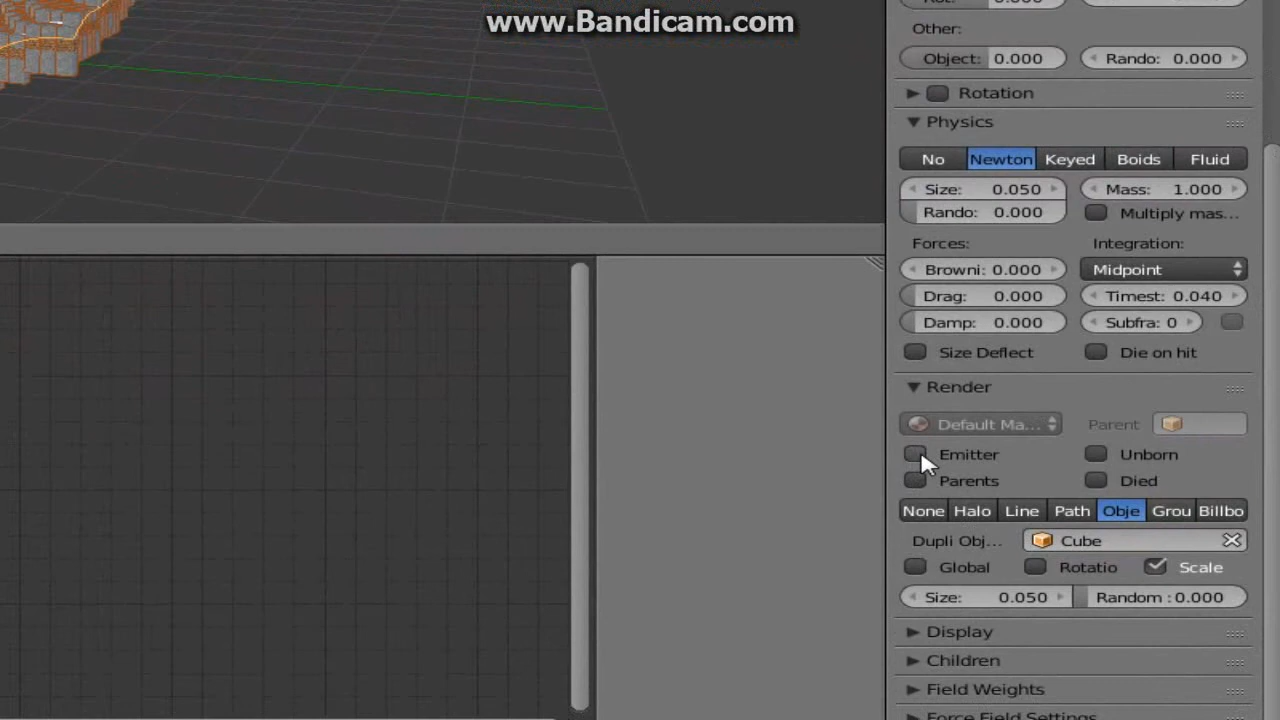 www.Bandicam.com
Other:
Object: 0.000 Rando: 0.000
Rotation
Physics
No Newton Keyed Boids Fluid
Size: 0.050 Mass: 1.000
Rando: 0.000 Multiply mas...
Forces: Integration:
Browni: 0.000 Midpoint
Drag: 0.000 Timest: 0.040
Damp: 0.000 Subfra: 0
Size Deflect Die on hit
Render
Default Ma... Parent
Emitter Unborn
Parents Died
None Halo Line Path Obje Grou Billbo
Dupli Obj... Cube
Global Rotatio Scale
Size: 0.050 Random : 0.000
Display
Children
Field Weights
Force Field Settings